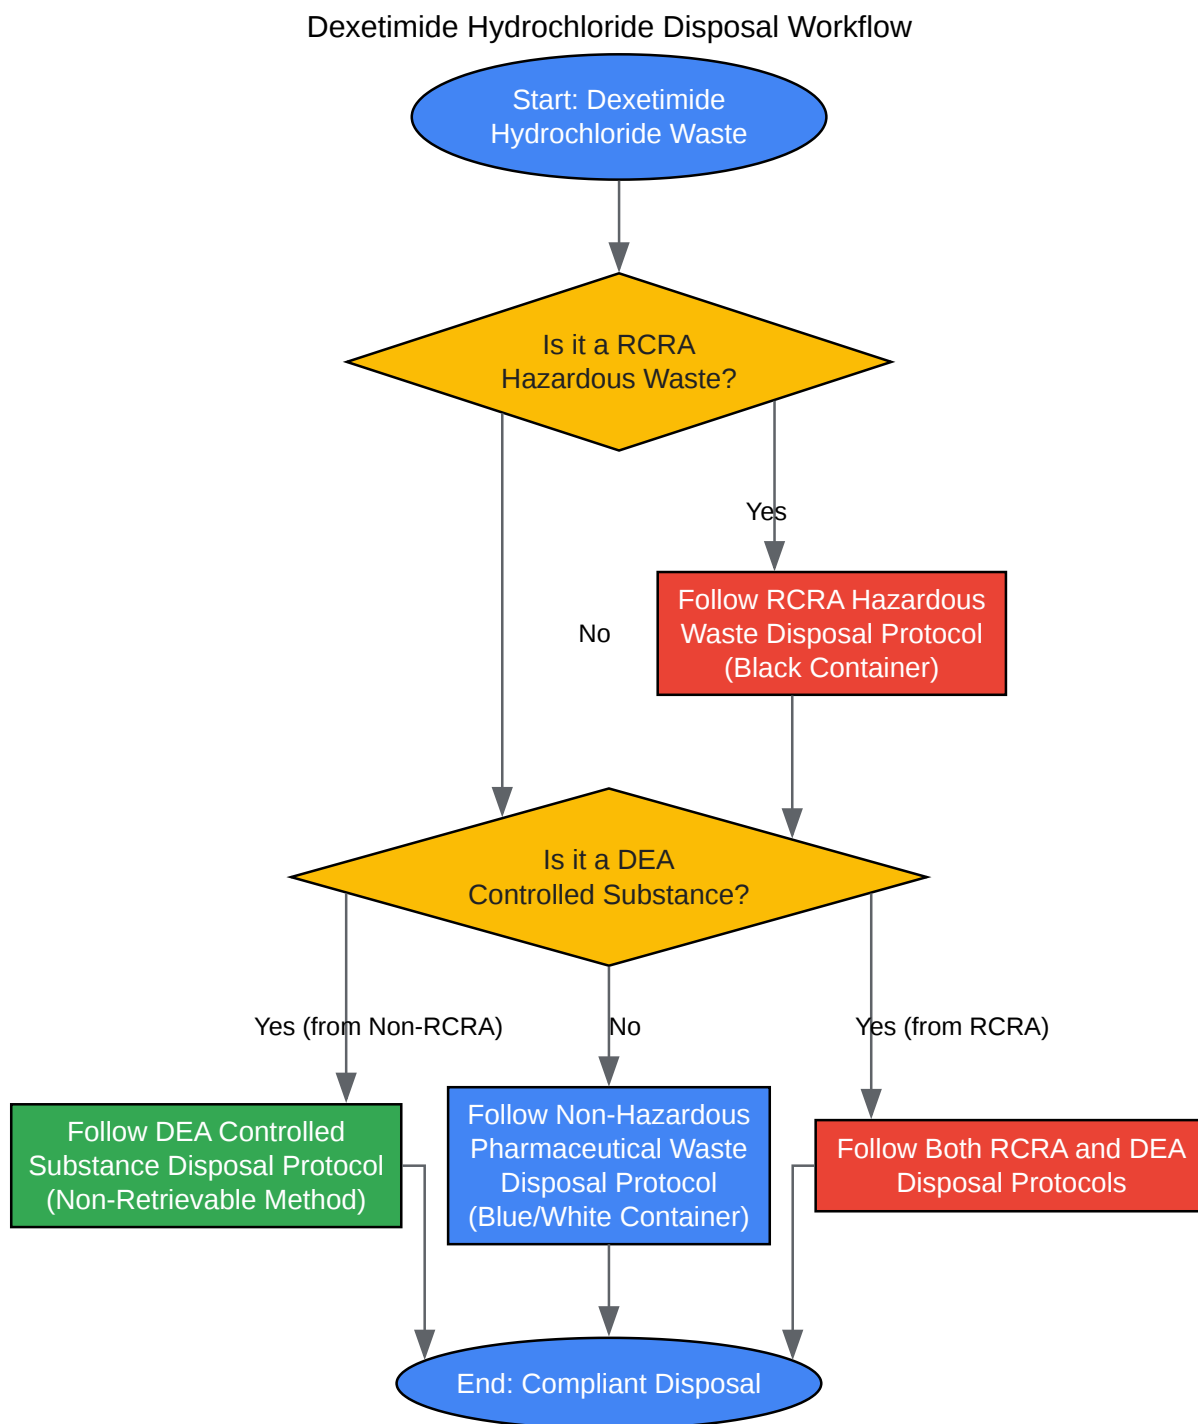 Dexetimide Hydrochloride Disposal Workflow
Start: Dexetimide
Hydrochloride Waste
Is it a RCRA
Hazardous Waste?
Yes
Follow RCRA Hazardous
Waste Disposal Protocol
(Black Container)
No
Is it a DEA
Controlled Substance?
Yes (from Non-RCRA)
No
Yes (from RCRA)
Follow DEA Controlled
Substance Disposal Protocol
(Non-Retrievable Method)
Follow Non-Hazardous
Pharmaceutical Waste
Disposal Protocol
(Blue/White Container)
Follow Both RCRA and DEA
Disposal Protocols
End: Compliant Disposal